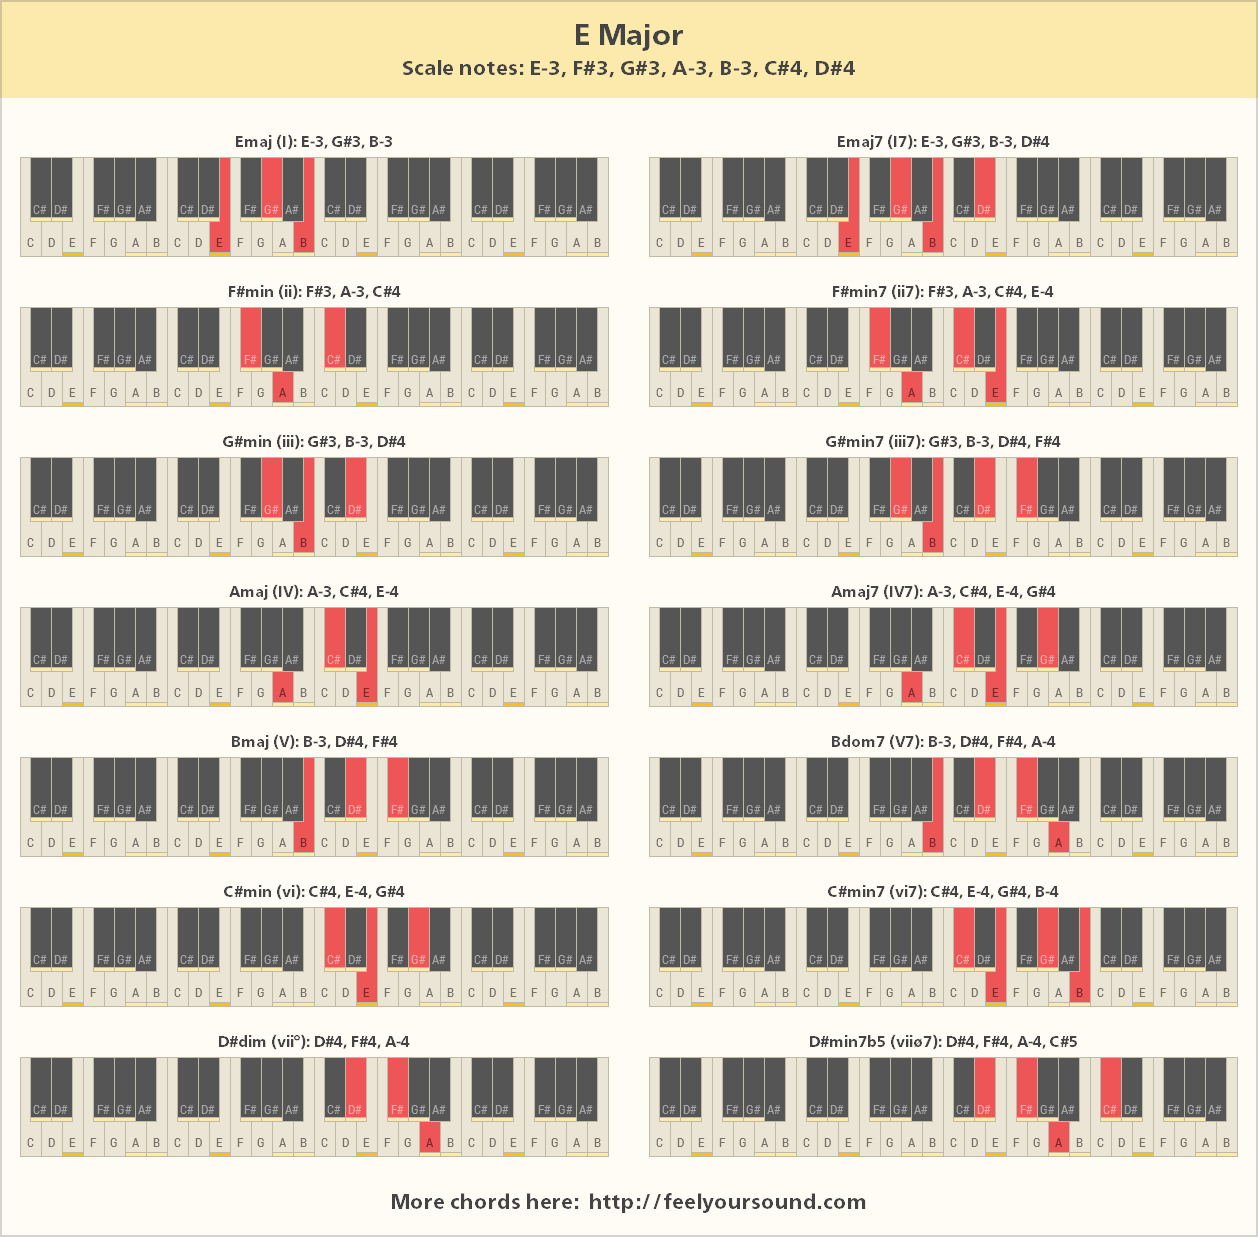 E Major
Scale notes: E-3, F#3, G#3, A-3, B-3, C#4, D#4
Emaj (I): E-3, G#3, B-3
C# D# F# G# A# C# D# F# G# A# C# D# F# G# A# C# D# F# G# A#
C D E F G A B C D E F G A B C D E F G A B C D E F G A B
Emaj7 (I7): E-3, G#3, B-3, D#4
C# D# F# G# A# C# D# F# G# A# C# D# F# G# A# C# D# F# G# A#
C D E F G A B C D E F G A B C D E F G A B C D E F G A B
F#min (ii): F#3, A-3, C#4
C# D# F# G# A# C# D# F# G# A# C# D# F# G# A# C# D# F# G# A#
C D E F G A B C D E F G A B C D E F G A B C D E F G A B
F#min7 (ii7): F#3, A-3, C#4, E-4
C# D# F# G# A# C# D# F# G# A# C# D# F# G# A# C# D# F# G# A#
C D E F G A B C D E F G A B C D E F G A B C D E F G A B
G#min (iii): G#3, B-3, D#4
C# D# F# G# A# C# D# F# G# A# C# D# F# G# A# C# D# F# G# A#
C D E F G A B C D E F G A B C D E F G A B C D E F G A B
G#min7 (iii7): G#3, B-3, D#4, F#4
C# D# F# G# A# C# D# F# G# A# C# D# F# G# A# C# D# F# G# A#
C D E F G A B C D E F G A B C D E F G A B C D E F G A B
Amaj (IV): A-3, C#4, E-4
C# D# F# G# A# C# D# F# G# A# C# D# F# G# A# C# D# F# G# A#
C D E F G A B C D E F G A B C D E F G A B C D E F G A B
Amaj7 (IV7): A-3, C#4, E-4, G#4
C# D# F# G# A# C# D# F# G# A# C# D# F# G# A# C# D# F# G# A#
C D E F G A B C D E F G A B C D E F G A B C D E F G A B
Bmaj (V): B-3, D#4, F#4
C# D# F# G# A# C# D# F# G# A# C# D# F# G# A# C# D# F# G# A#
C D E F G A B C D E F G A B C D E F G A B C D E F G A B
Bdom7 (V7): B-3, D#4, F#4, A-4
C# D# F# G# A# C# D# F# G# A# C# D# F# G# A# C# D# F# G# A#
C D E F G A B C D E F G A B C D E F G A B C D E F G A B
C#min (vi): C#4, E-4, G#4
C# D# F# G# A# C# D# F# G# A# C# D# F# G# A# C# D# F# G# A#
C D E F G A B C D E F G A B C D E F G A B C D E F G A B
C#min7 (vi7): C#4, E-4, G#4, B-4
C# D# F# G# A# C# D# F# G# A# C# D# F# G# A# C# D# F# G# A#
C D E F G A B C D E F G A B C D E F G A B C D E F G A B
D#dim (vii°): D#4, F#4, A-4
C# D# F# G# A# C# D# F# G# A# C# D# F# G# A# C# D# F# G# A#
C D E F G A B C D E F G A B C D E F G A B C D E F G A B
D#min7b5 (viiø7): D#4, F#4, A-4, C#5
C# D# F# G# A# C# D# F# G# A# C# D# F# G# A# C# D# F# G# A#
C D E F G A B C D E F G A B C D E F G A B C D E F G A B
More chords here: http://feelyoursound.com